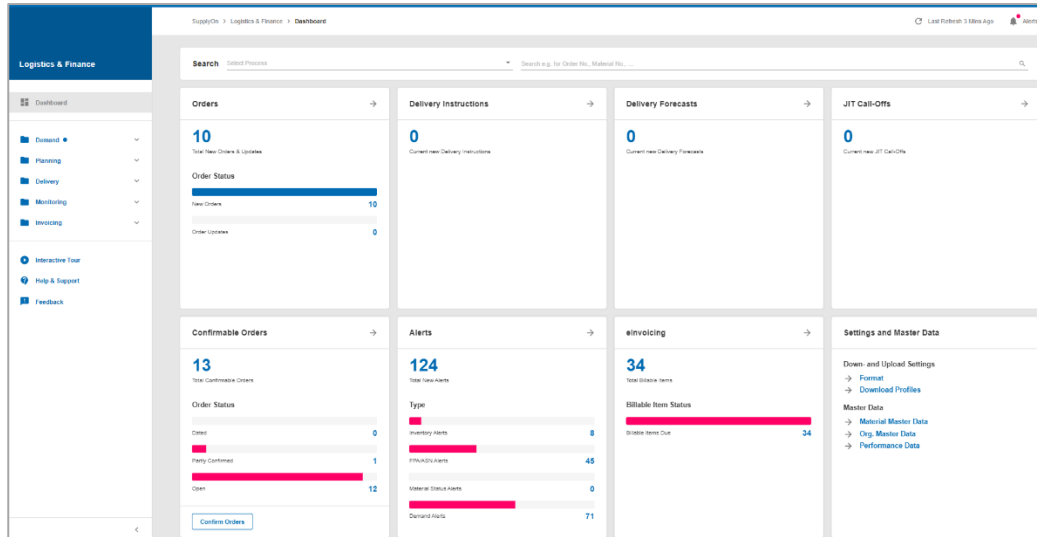 SupplyOn > Logistics & Finance > Dashboard
Last Refresh 3 Mins Ago
Alerts
Logistics & Finance
Dashboard
Demand
Planning
Delivery
Monitoring
Invoicing
Interactive Tour
Help & Support
Feedback
Search
Select Process
Search e.g. for Order No., Material No., ....
Orders
10
Total New Orders & Updates
Order Status
New Orders 10
Order Updates 0
Delivery Instructions
0
Current new Delivery Instructions
Delivery Forecasts
0
Current new Delivery Forecasts
JIT Call-Offs
0
Current new JIT Call-Offs
Confirmable Orders
13
Total Confirmable Orders
Order Status
Dated 0
Partly Confirmed 1
Open 12
Confirm Orders
Alerts
124
Total New Alerts
Type
Inventory Alerts 8
FPA/ASN Alerts 45
Material Status Alerts 0
Demand Alerts 71
eInvoicing
34
Total Billable Items
Billable Item Status
Billable Items Due 34
Settings and Master Data
Down- and Upload Settings
Format
Download Profiles
Master Data
Material Master Data
Org. Master Data
Performance Data